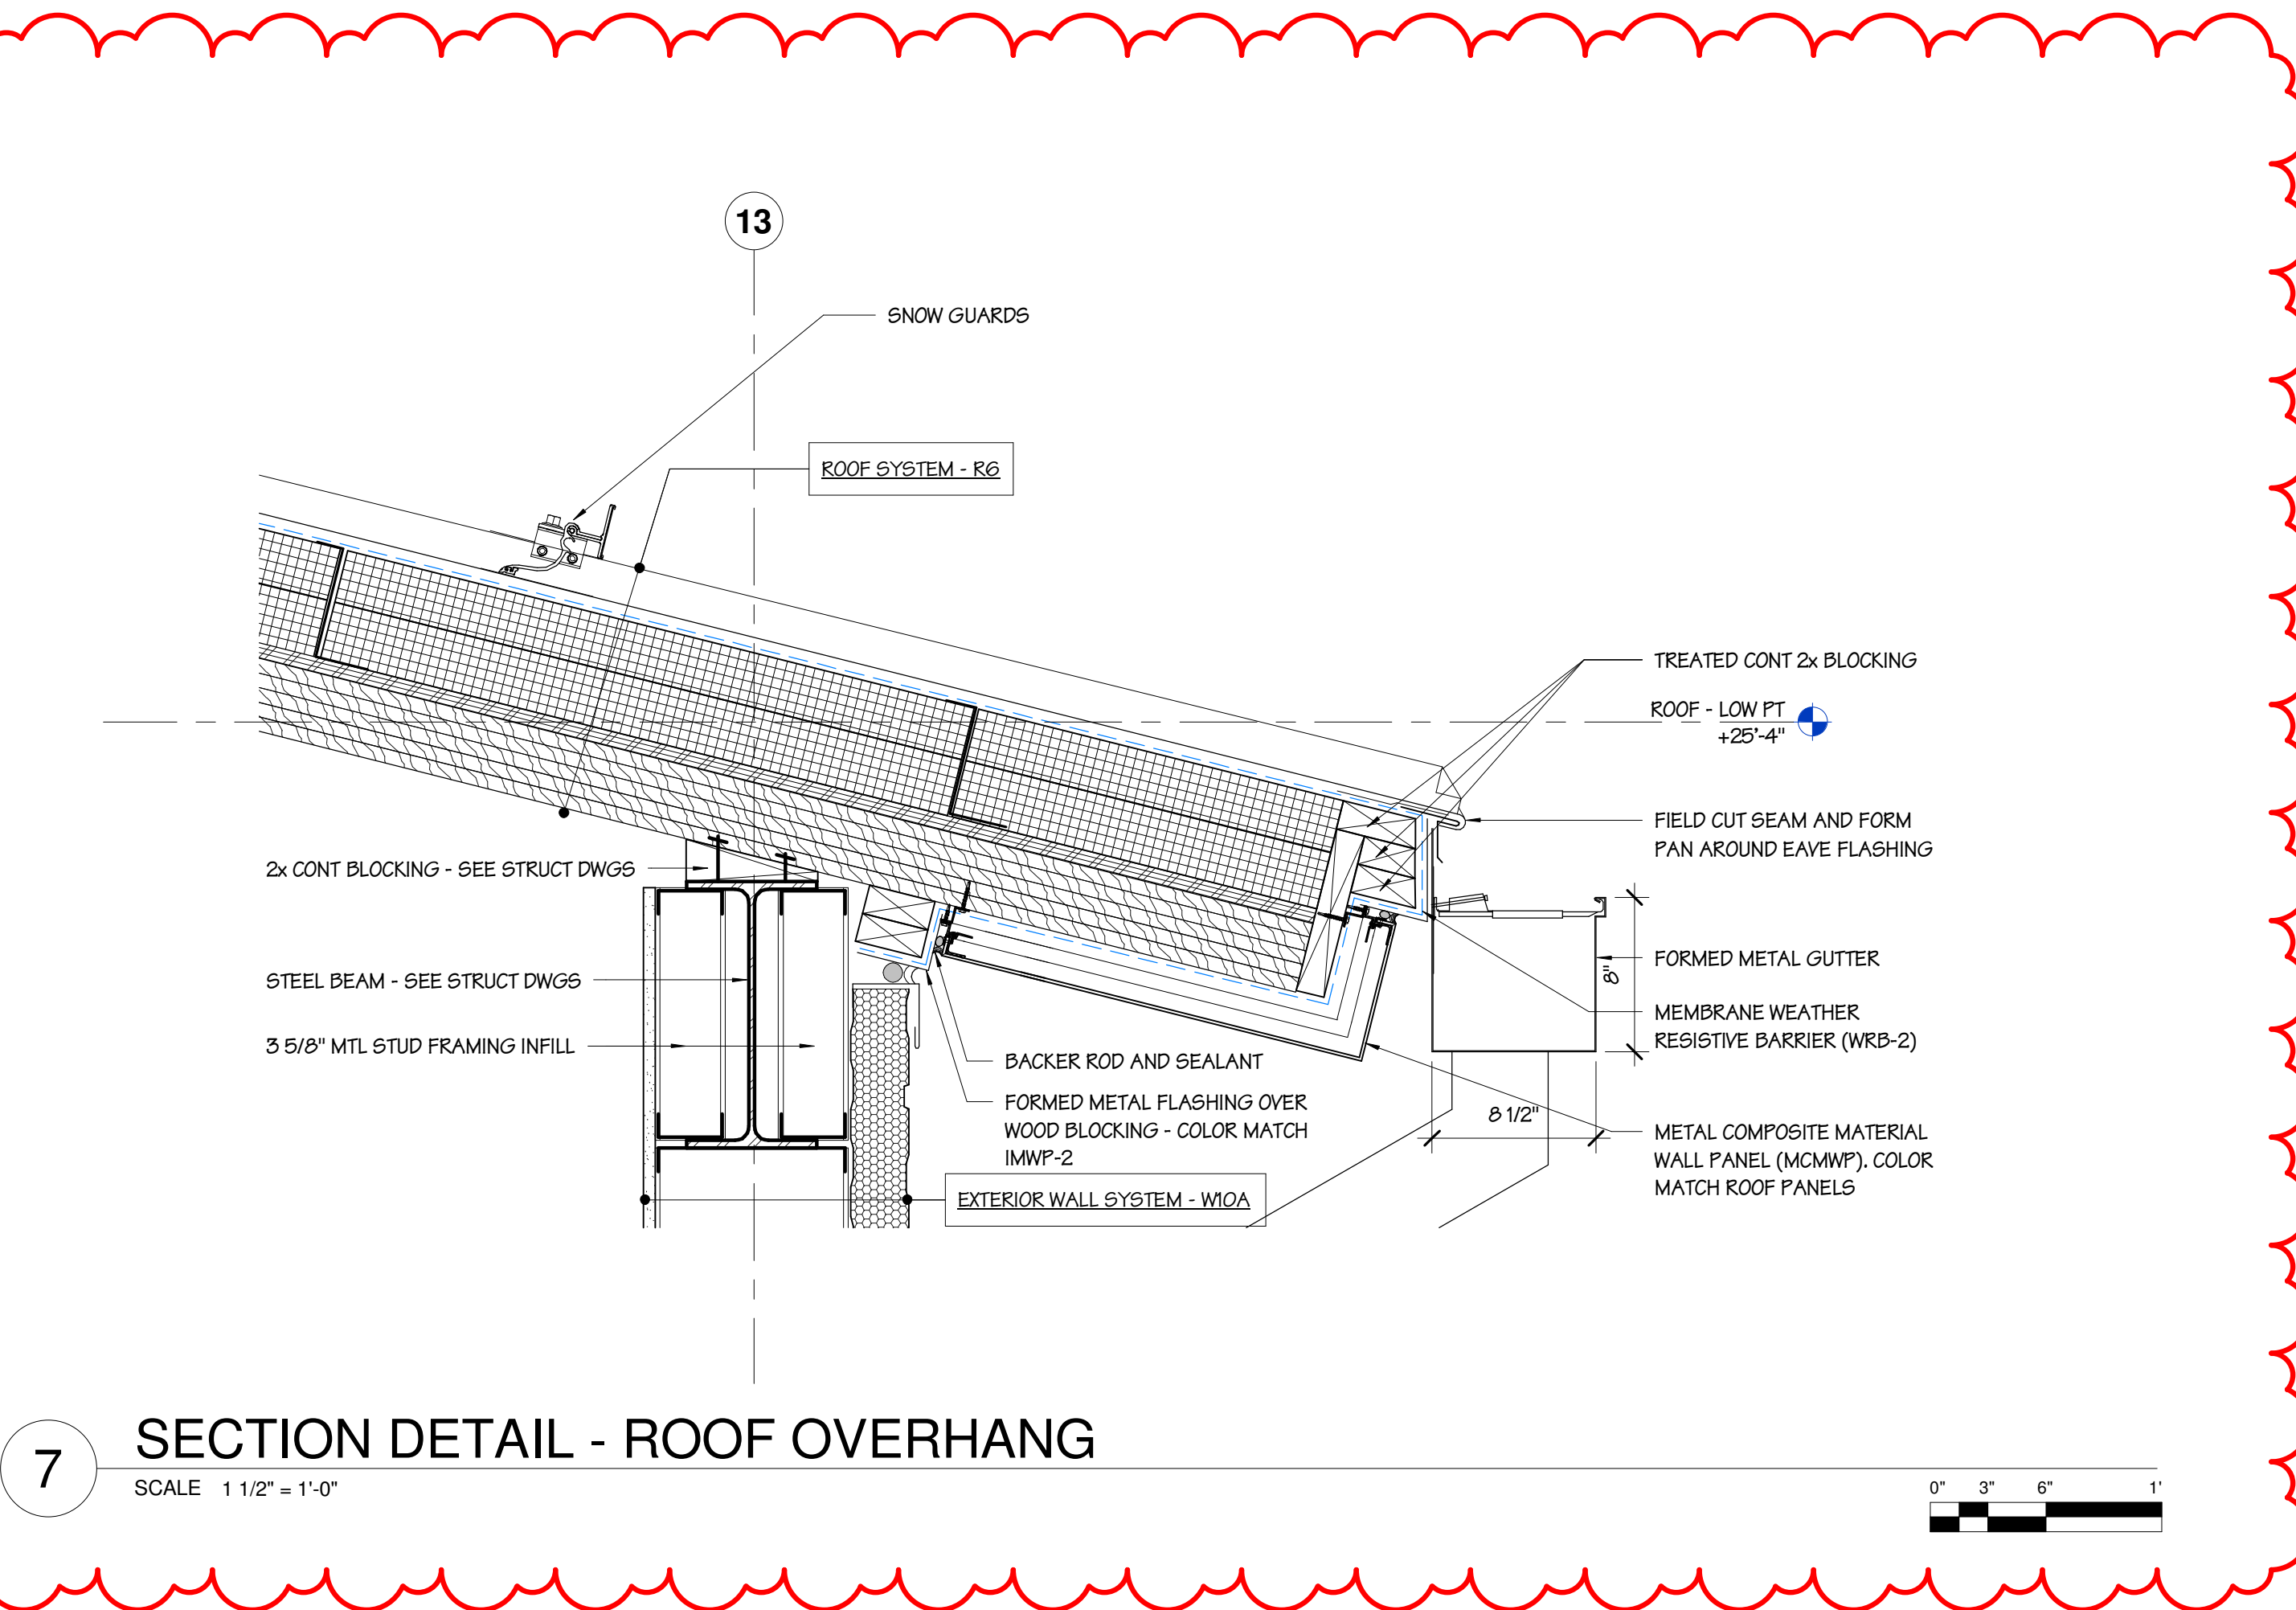 13
SNOW GUARDS
ROOF SYSTEM - R6
TREATED CONT 2x BLOCKING
ROOF - LOW PT
+25'-4"
FIELD CUT SEAM AND FORM
PAN AROUND EAVE FLASHING
2x CONT BLOCKING - SEE STRUCT DWGS
STEEL BEAM - SEE STRUCT DWGS
3 5/8" MTL STUD FRAMING INFILL
FORMED METAL GUTTER
8"
MEMBRANE WEATHER
RESISTIVE BARRIER (WRB-2)
BACKER ROD AND SEALANT
FORMED METAL FLASHING OVER
WOOD BLOCKING - COLOR MATCH
IMWP-2
8 1/2"
METAL COMPOSITE MATERIAL
WALL PANEL (MCMWP). COLOR
MATCH ROOF PANELS
EXTERIOR WALL SYSTEM - W10A
7
SECTION DETAIL - ROOF OVERHANG
SCALE 1 1/2" = 1'-0"
0" 3" 6" 1'